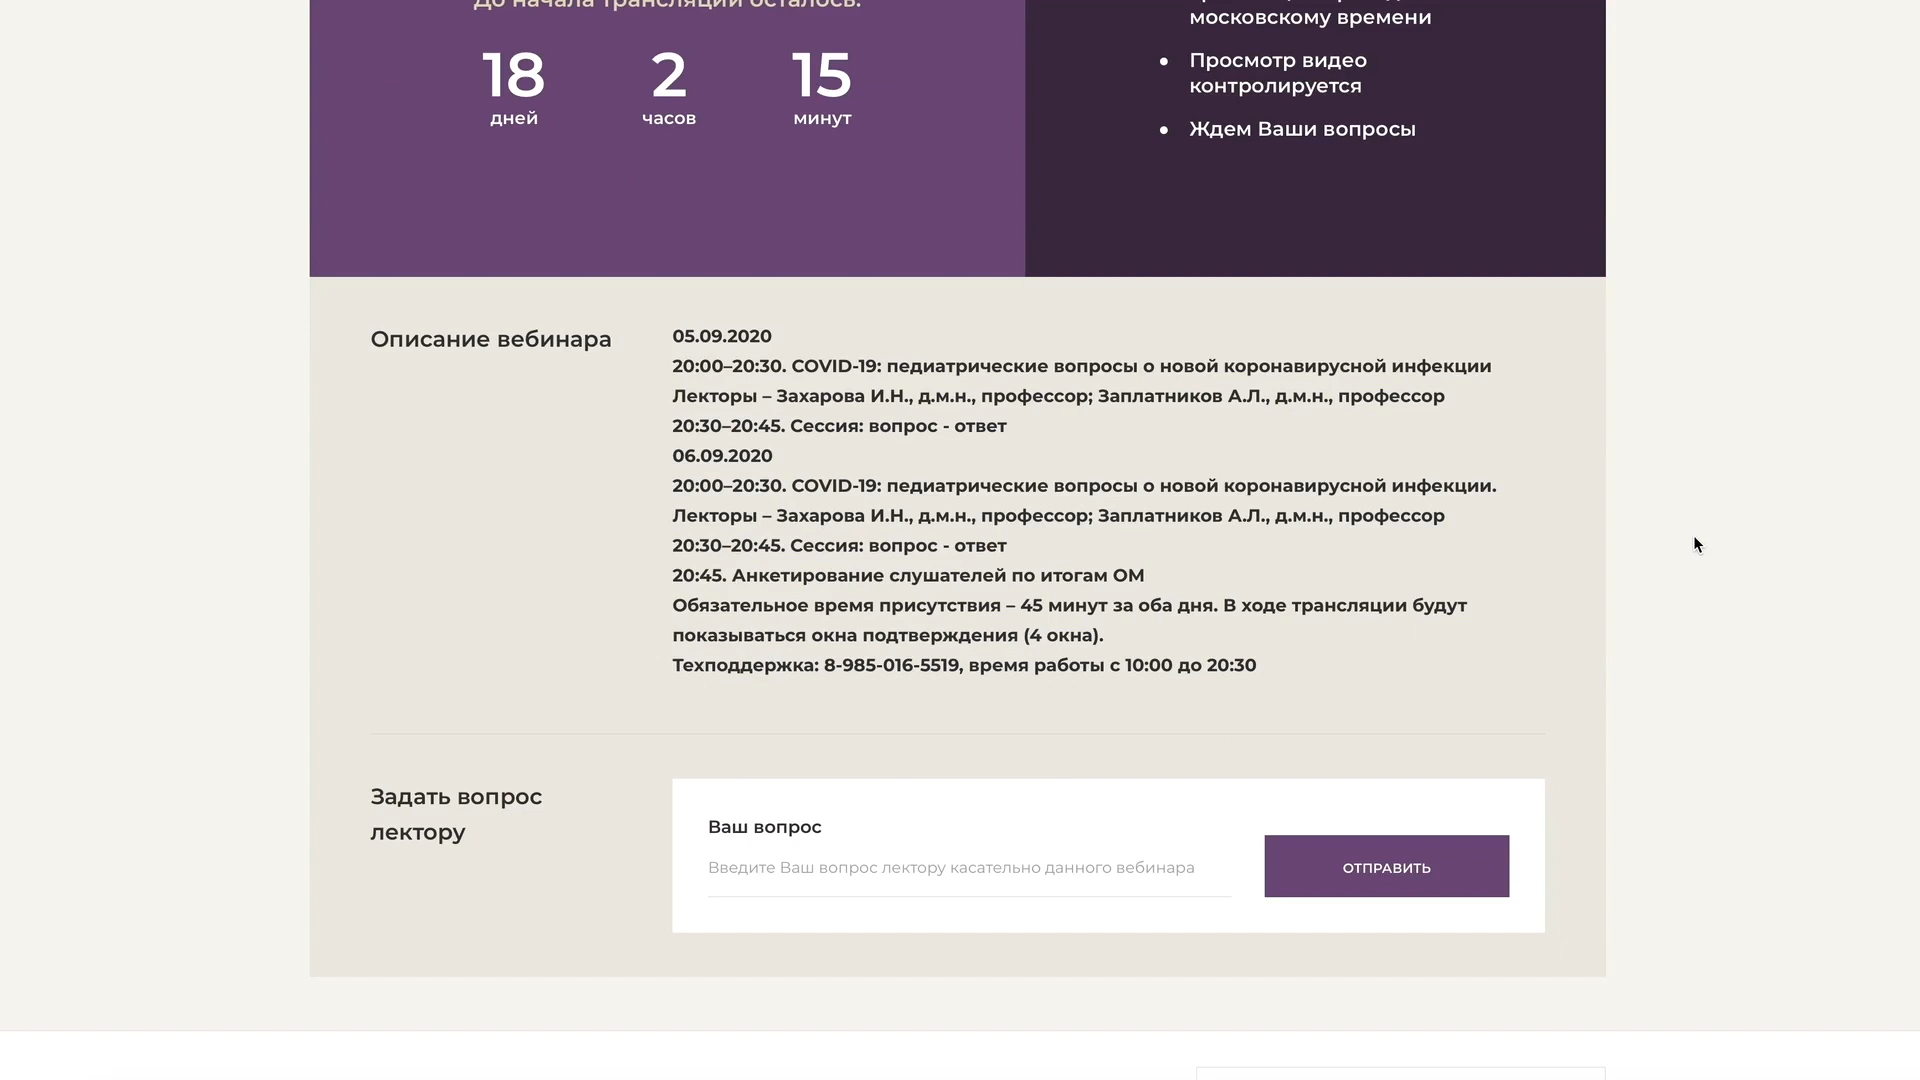 До начала трансляции осталось:
18 2 15
дней часов минут
московскому времени
Просмотр видео
контролируется
Ждем Ваши вопросы
Описание вебинара
05.09.2020
20:00–20:30. COVID-19: педиатрические вопросы о новой коронавирусной инфекции
Лекторы – Захарова И.Н., д.м.н., профессор; Заплатников А.Л., д.м.н., профессор
20:30–20:45. Сессия: вопрос - ответ
06.09.2020
20:00–20:30. COVID-19: педиатрические вопросы о новой коронавирусной инфекции.
Лекторы – Захарова И.Н., д.м.н., профессор; Заплатников А.Л., д.м.н., профессор
20:30–20:45. Сессия: вопрос - ответ
20:45. Анкетирование слушателей по итогам ОМ
Обязательное время присутствия – 45 минут за оба дня. В ходе трансляции будут
показываться окна подтверждения (4 окна).
Техподдержка: 8-985-016-5519, время работы с 10:00 до 20:30
Задать вопрос
лектору
Ваш вопрос
Введите Ваш вопрос лектору касательно данного вебинара
ОТПРАВИТЬ